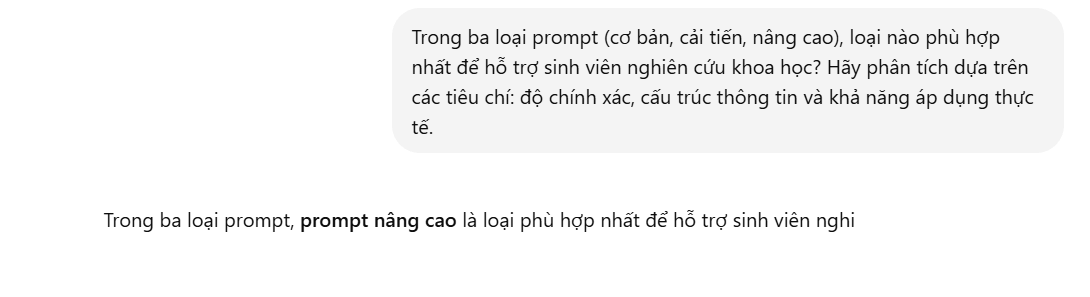 Trong ba loại prompt (cơ bản, cải tiến, nâng cao), loại nào phù hợp
nhất để hỗ trợ sinh viên nghiên cứu khoa học? Hãy phân tích dựa trên
các tiêu chí: độ chính xác, cấu trúc thông tin và khả năng áp dụng thực
tế.
Trong ba loại prompt, prompt nâng cao là loại phù hợp nhất để hỗ trợ sinh viên nghi